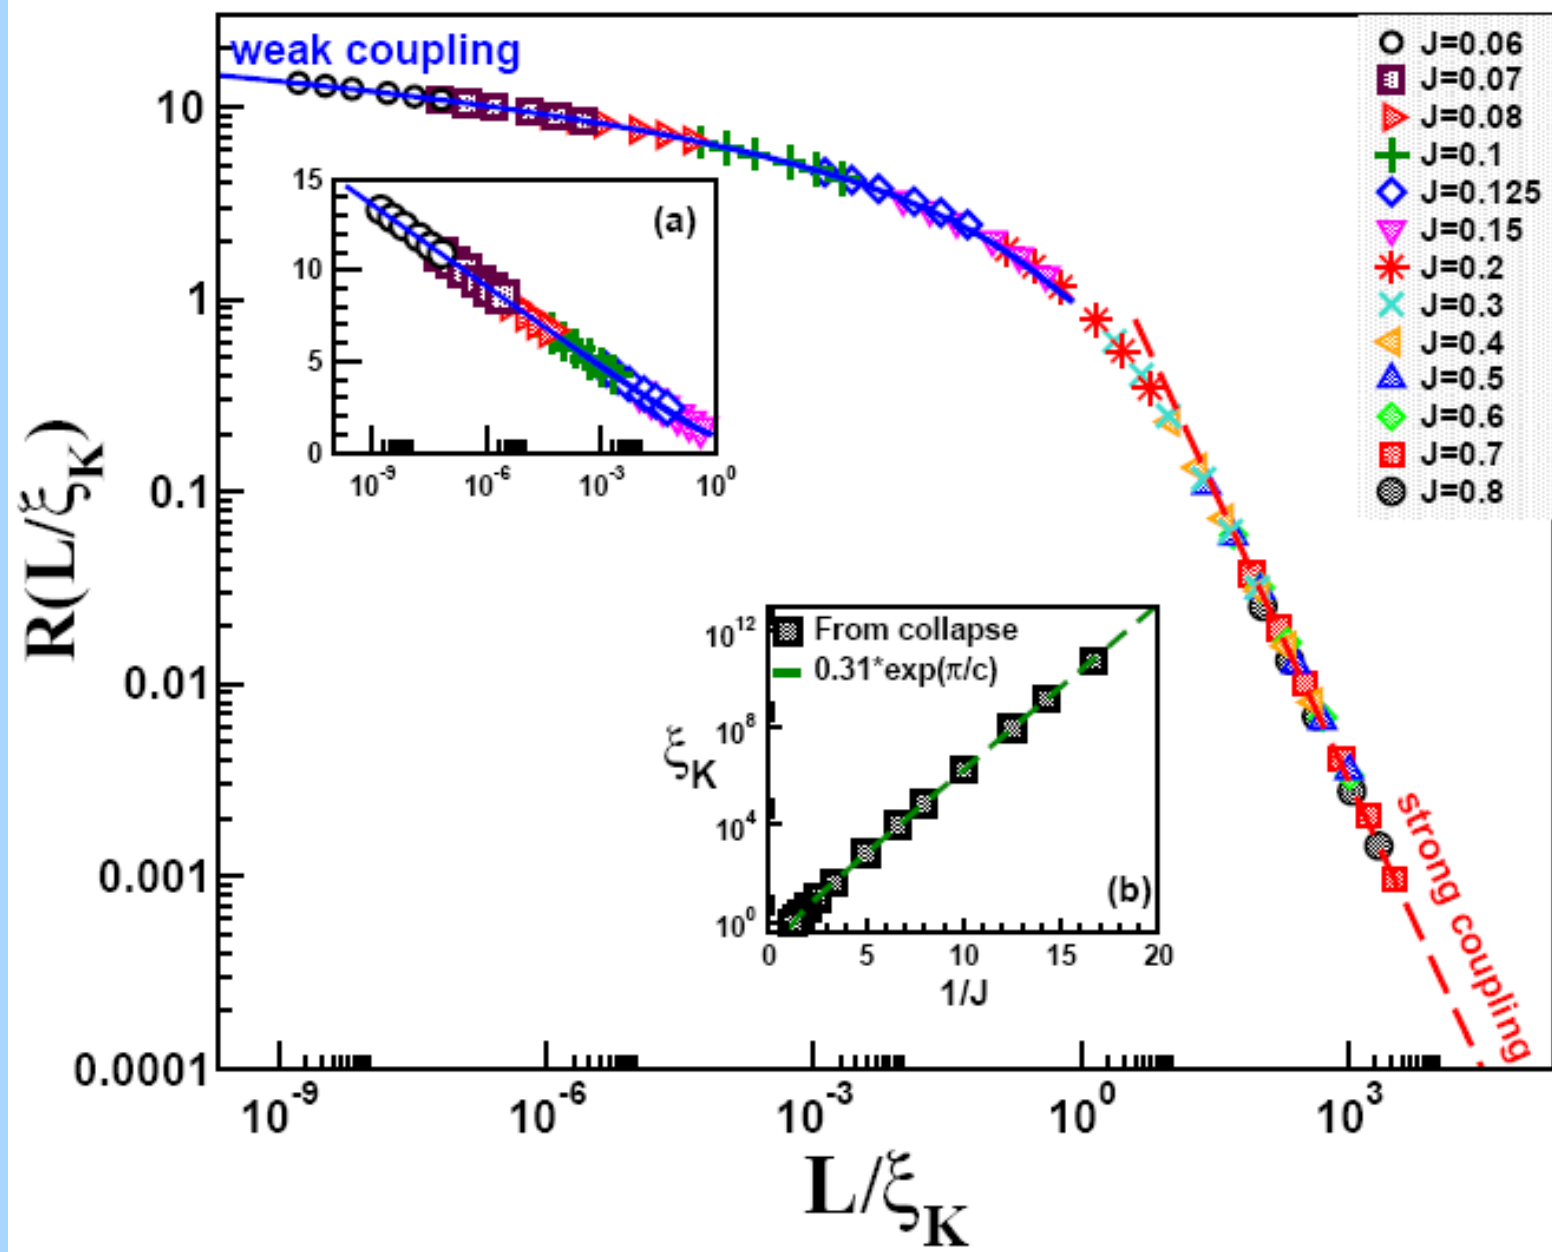 weak coupling
J=0.06
J=0.07
J=0.08
J=0.1
J=0.125
J=0.15
J=0.2
J=0.3
J=0.4
J=0.5
J=0.6
J=0.7
J=0.8
10
1
0.1
0.01
0.001
0.0001
R(L/ξ_K)
15
10
5
0
(a)
10^-9
10^-6
10^-3
10^0
From collapse
0.31*exp(π/c)
10^12
10^8
10^4
10^0
ξ_K
(b)
0
5
10
15
20
1/J
strong coupling
10^-9
10^-6
10^-3
10^0
10^3
L/ξ_K